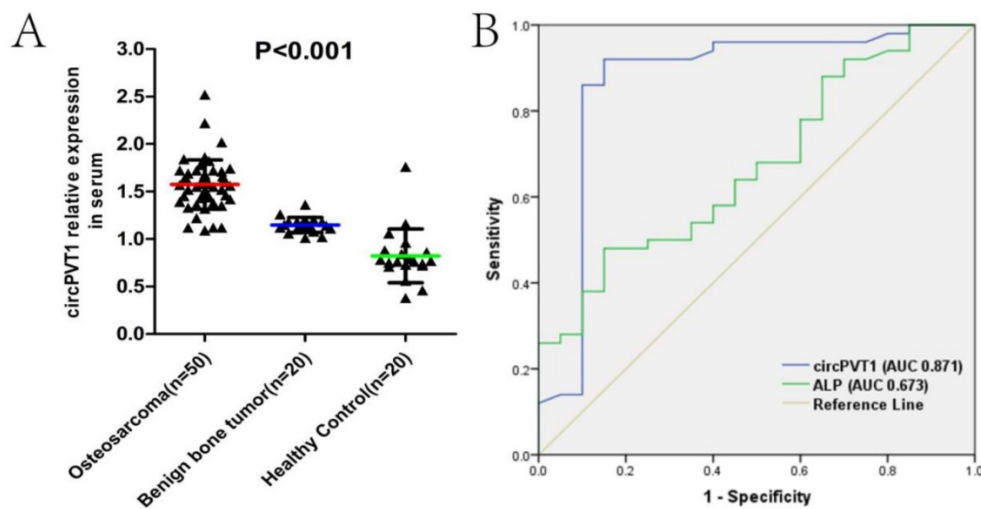 A
P<0.001
circPVT1 relative expression
in serum
3.0
2.5
2.0
1.5
1.0
0.5
0.0
Osteosarcoma(n=50)
Benign bone tumor(n=20)
Healthy Control(n=20)
B
Sensitivity
1.0
0.8
0.6
0.4
0.2
0.0
circPVT1 (AUC 0.871)
ALP (AUC 0.673)
Reference Line
0.0
0.2
0.4
0.6
0.8
1.0
1 - Specificity